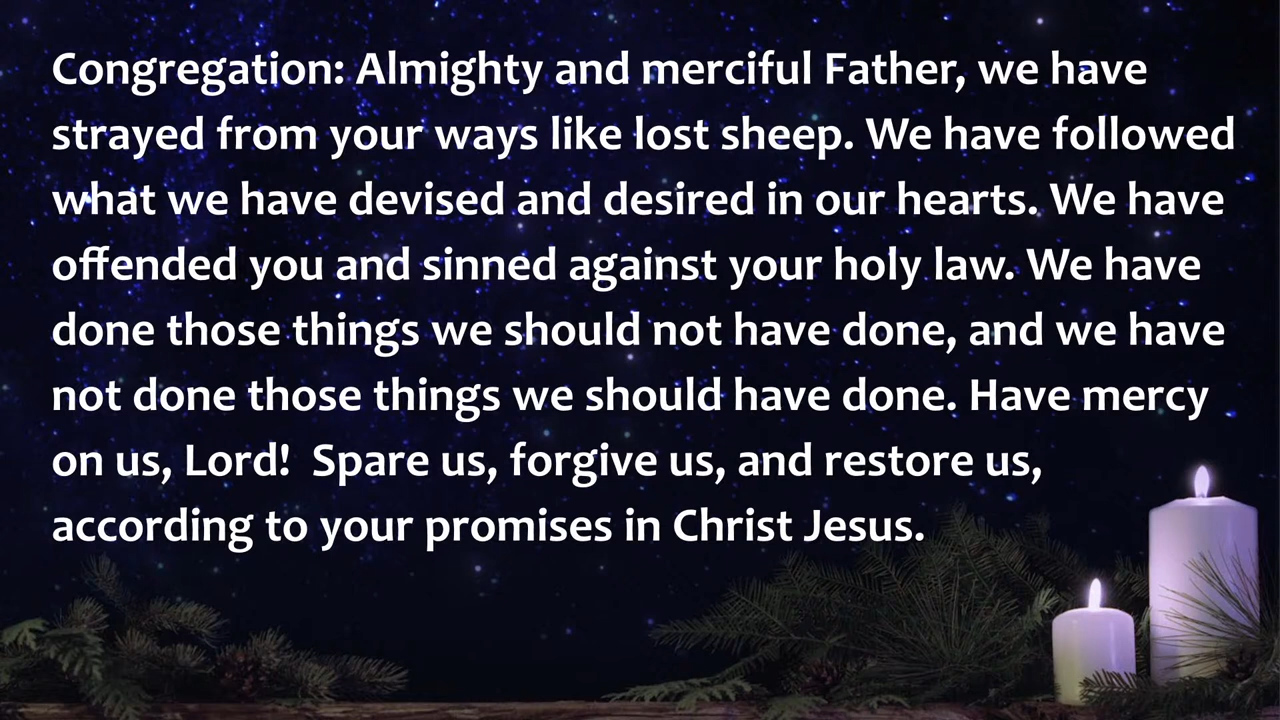 Congregation: Almighty and merciful Father, we have
strayed from your ways like lost sheep. We have followed
what we have devised and desired in our hearts. We have
offended you and sinned against your holy law. We have
done those things we should not have done, and we have
not done those things we should have done. Have mercy
on us, Lord!  Spare us, forgive us, and restore us,
according to your promises in Christ Jesus.